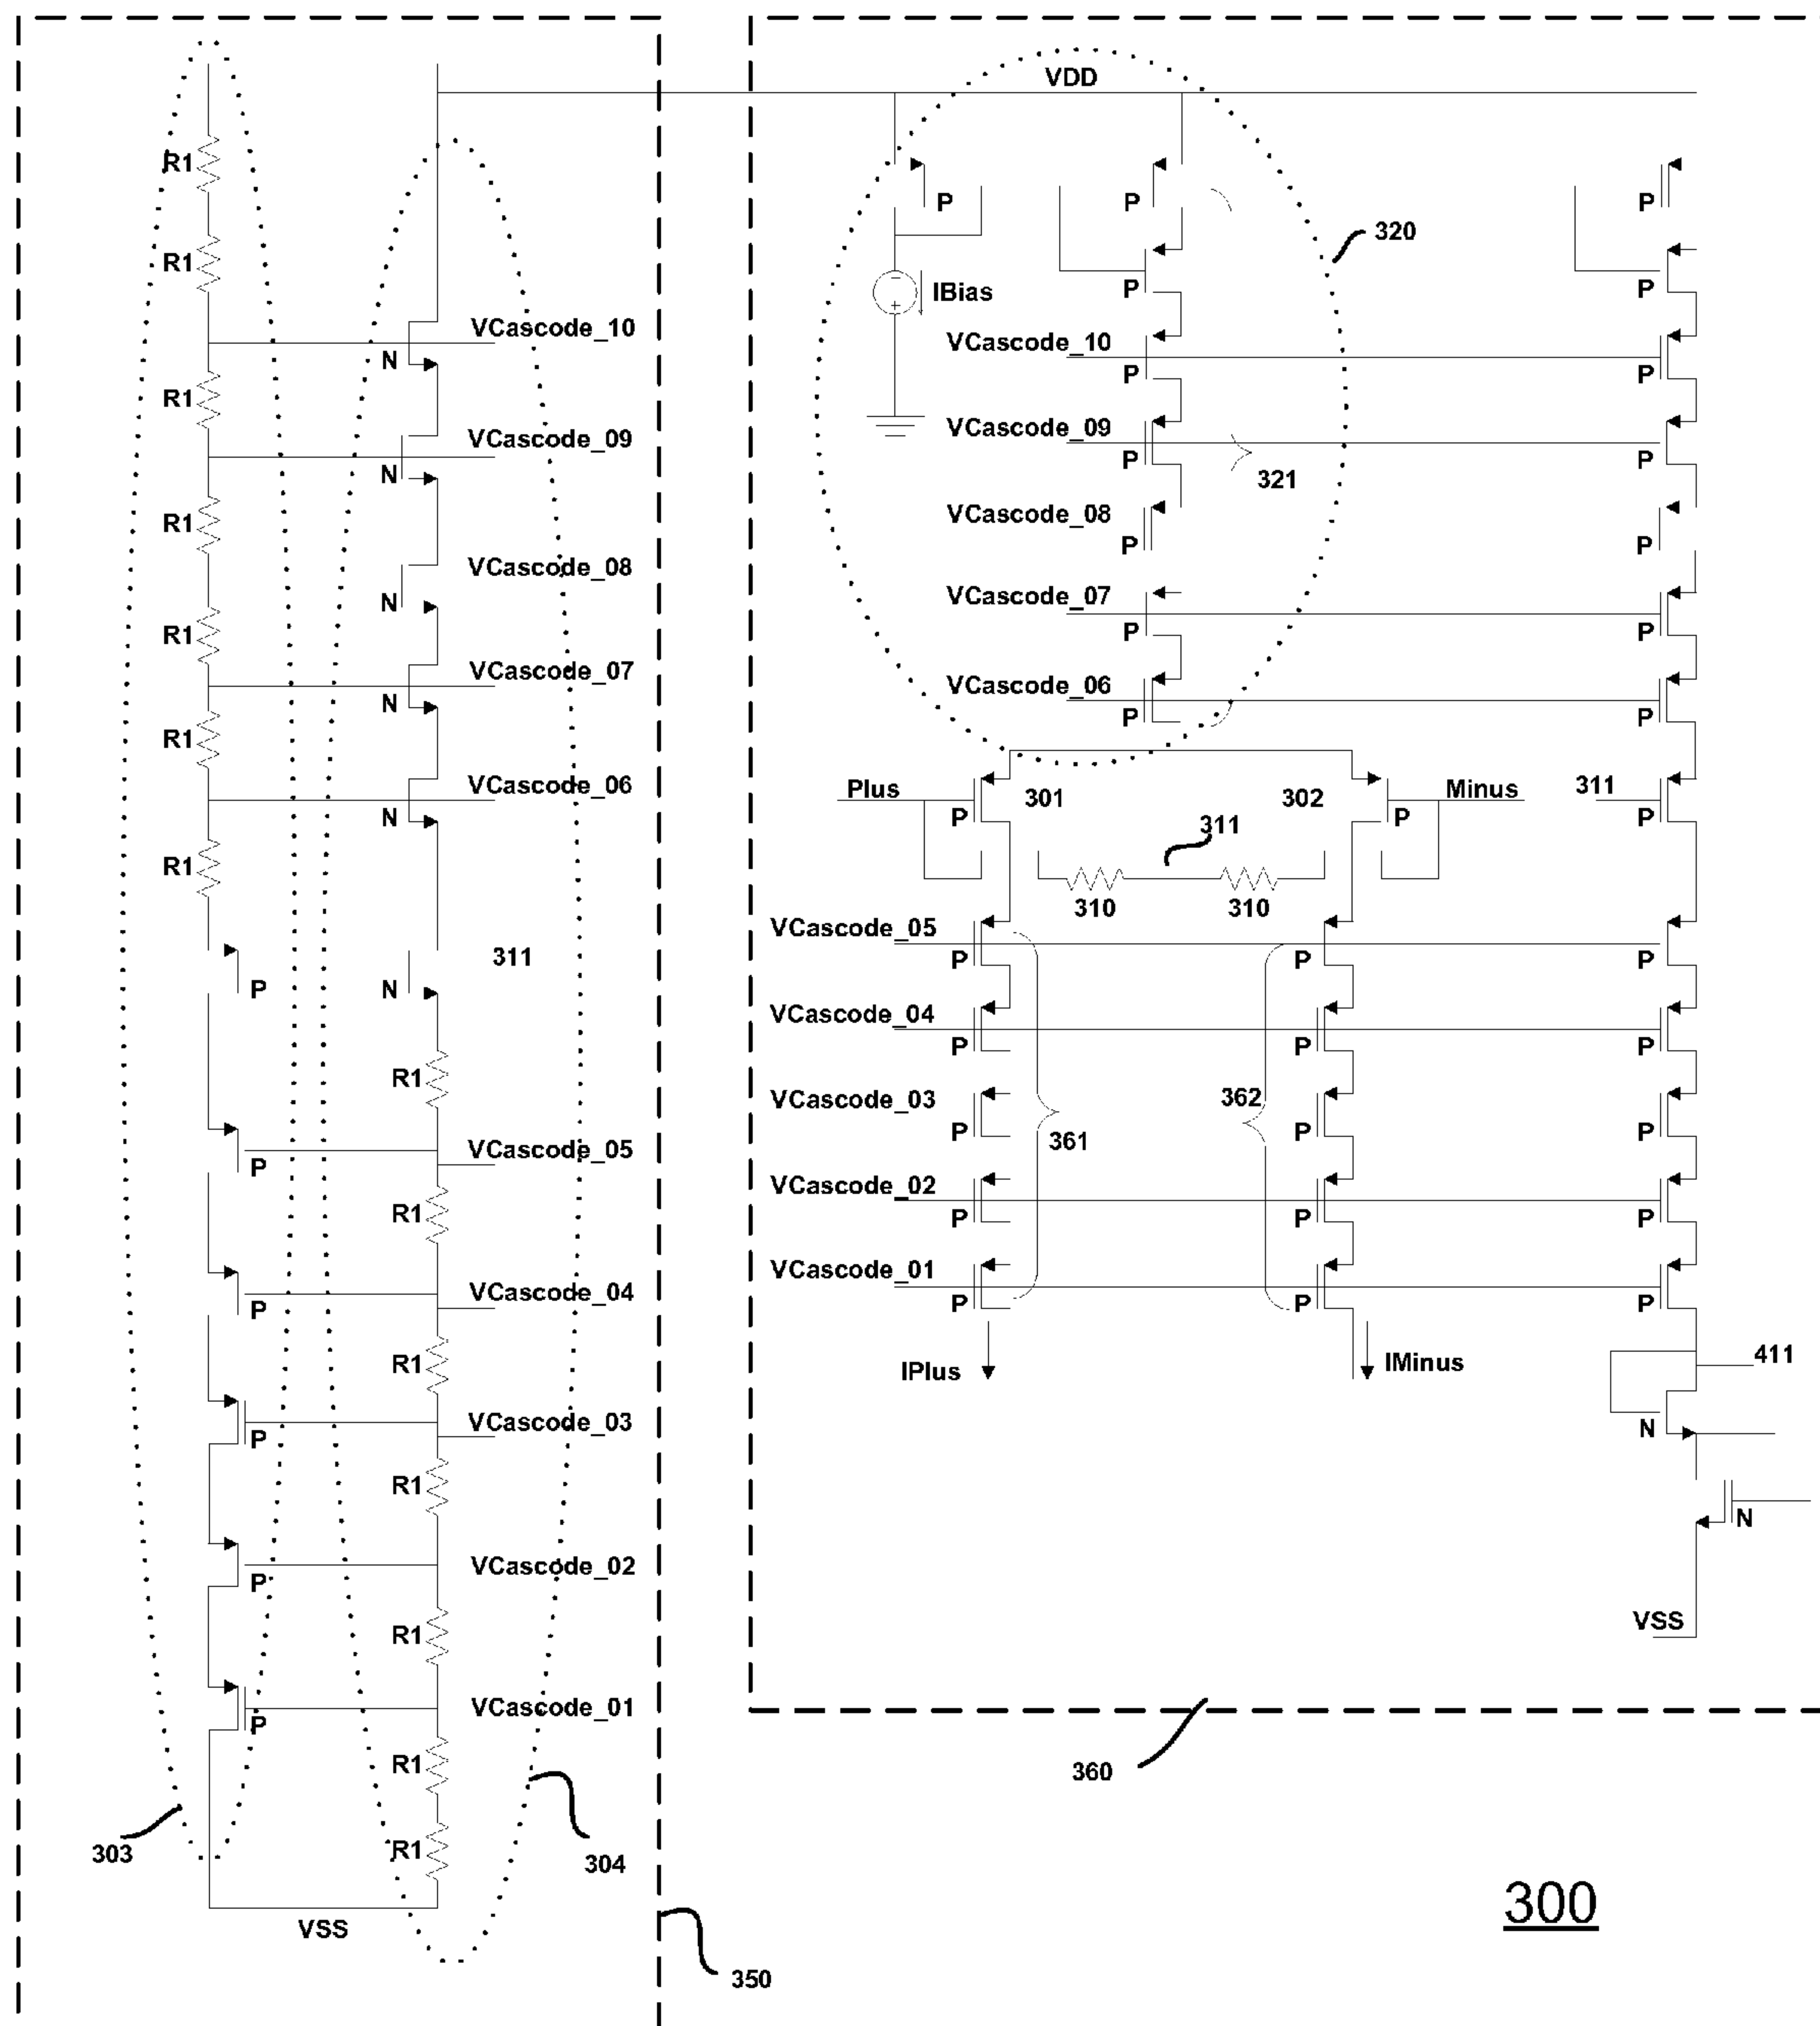 VDD
R1
P P P
R1
320
P P
IBias
VCascode_10
N
VCascode_10
P P
R1
VCascode_09
N
VCascode_09
P P
321
R1
VCascode_08
N
VCascode_08
P P
R1
VCascode_07
N
VCascode_07
P P
R1
VCascode_06
N
VCascode_06
P P
Plus P 301 302 P Minus 311 P
311
310 310
R1
P
N 311
VCascode_05
P P P
R1
VCascode_04
P P P
VCascode_05
P
VCascode_03
P P P
361
362
R1
VCascode_02
P P P
VCascode_04
P
VCascode_01
P P P
R1
IPlus IMinus
411
VCascode_03
P
N
R1
N
VCascode_02
P
R1
VSS
VCascode_01
P
R1
360
R1
303
304
VSS
350
300